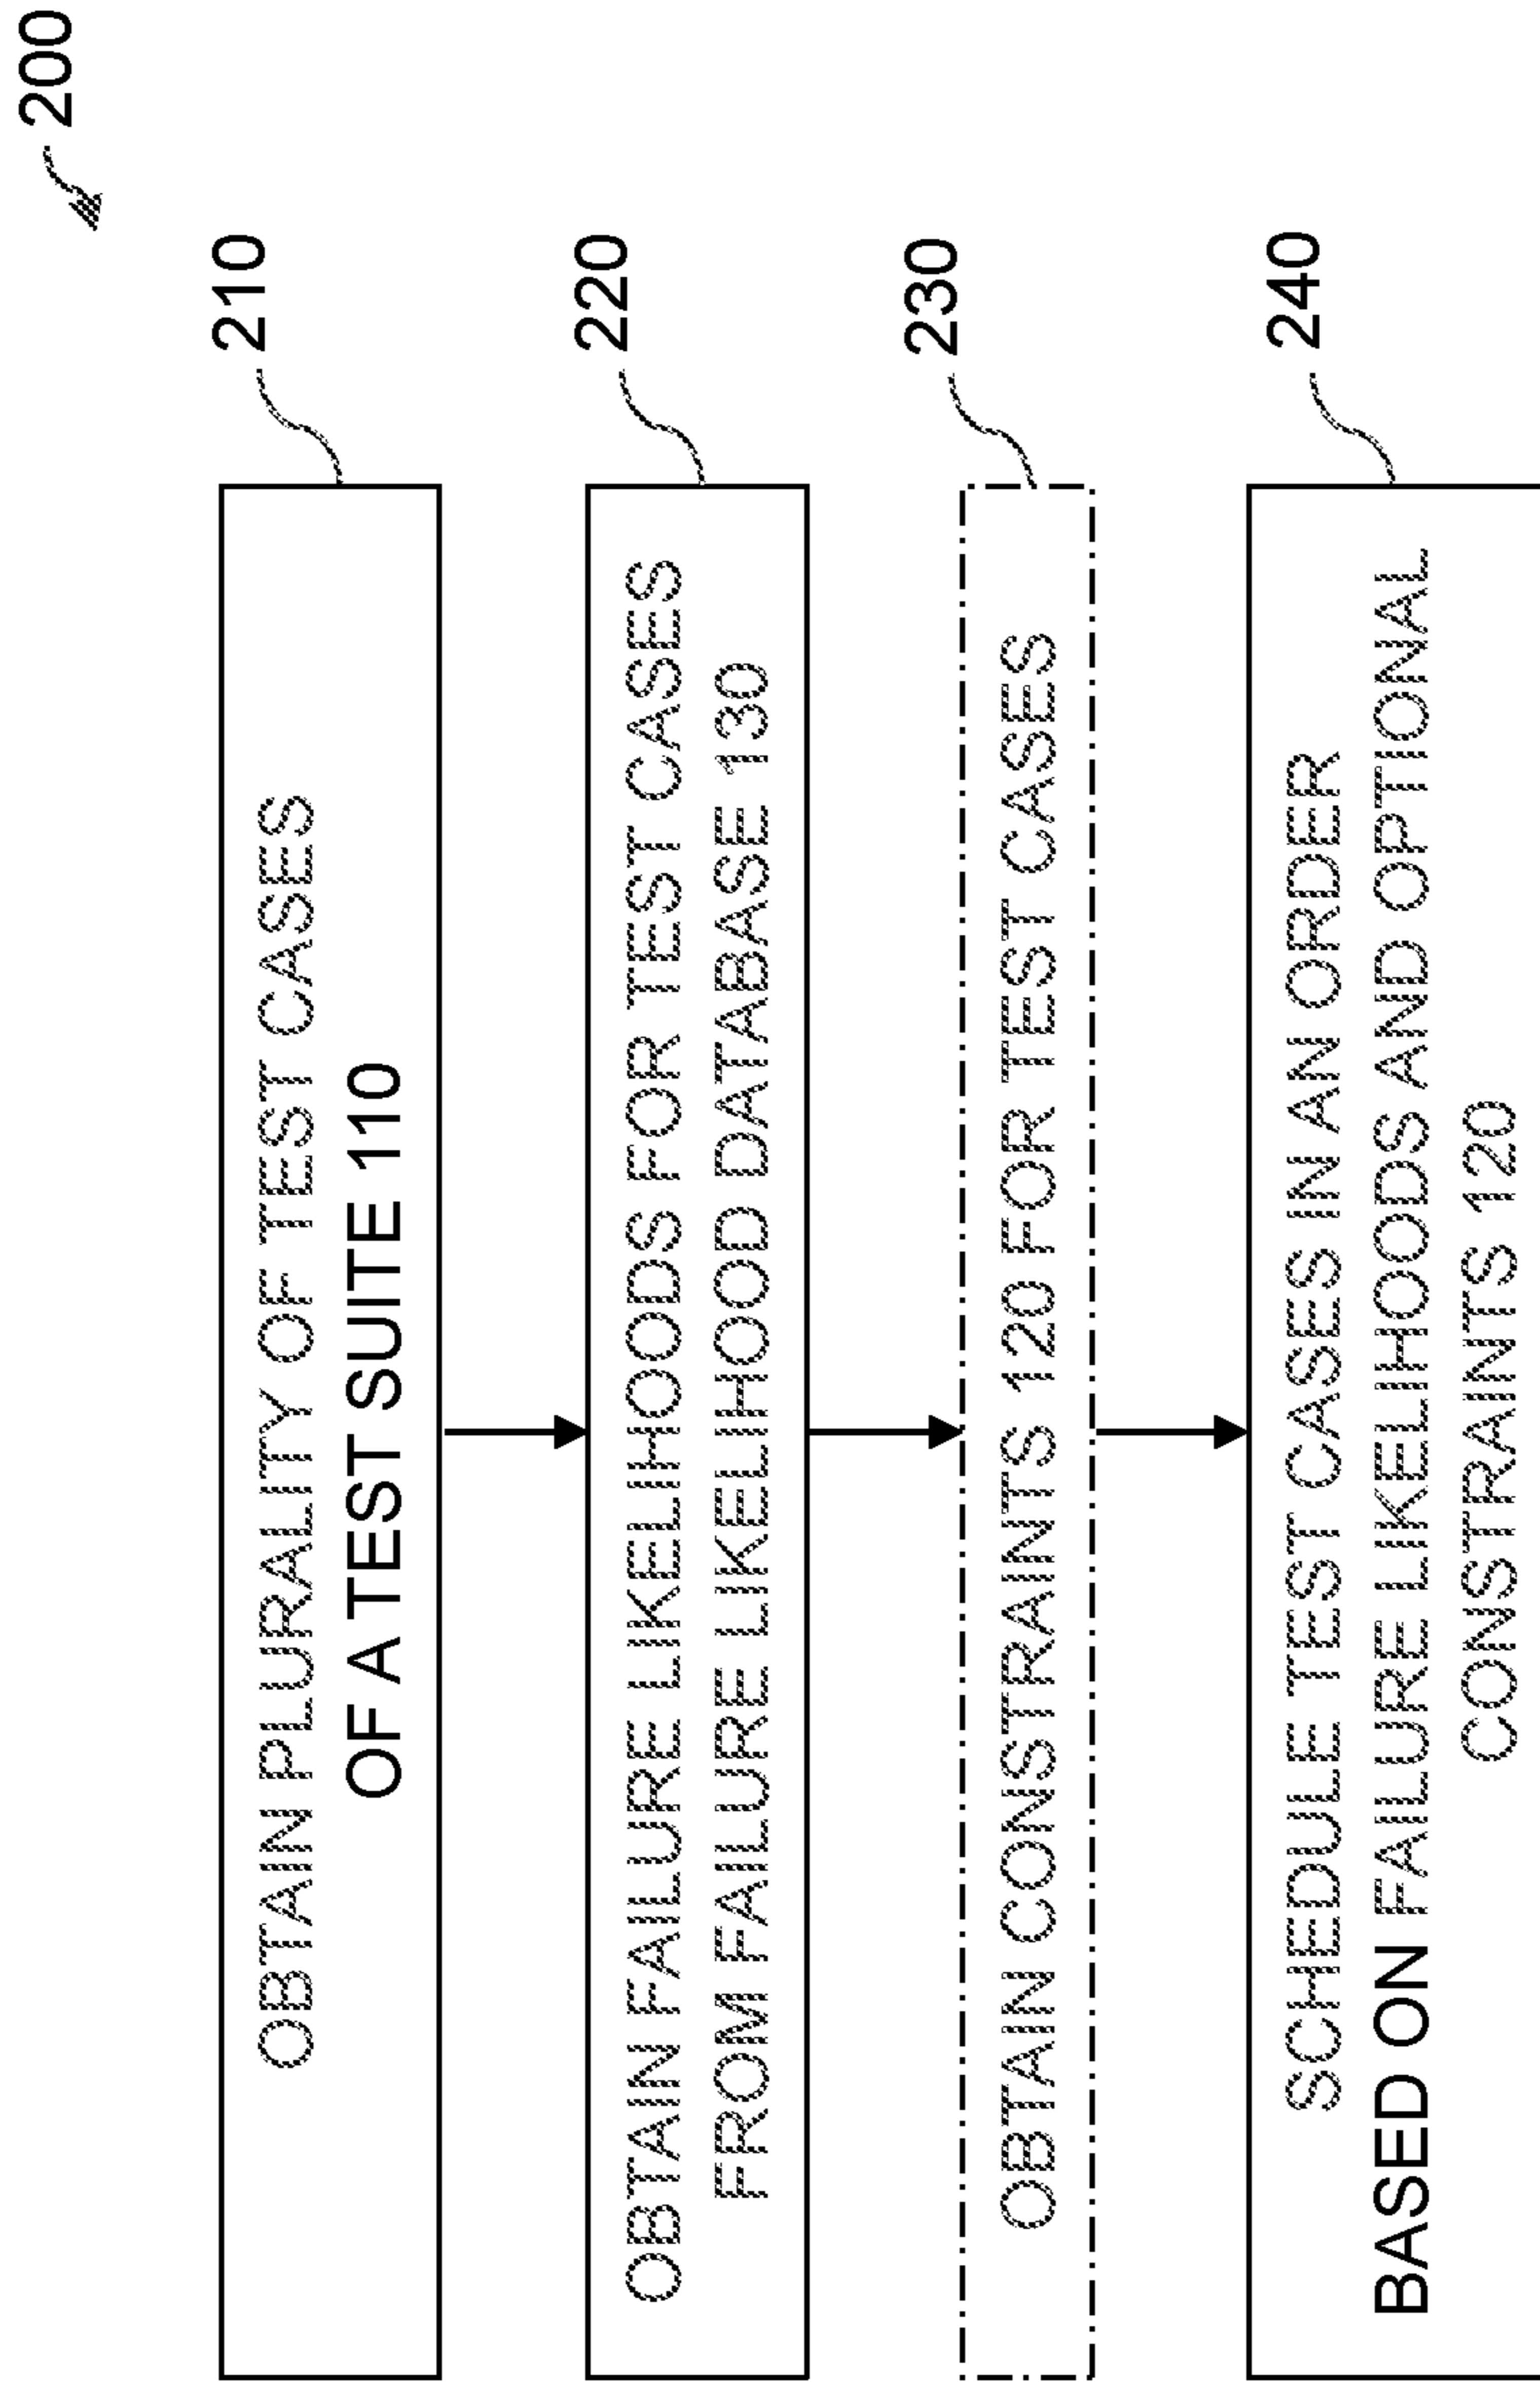 200
210
OBTAIN PLURALITY OF TEST CASES
OF A TEST SUITE 110
220
OBTAIN FAILURE LIKELIHOODS FOR TEST CASES
FROM FAILURE LIKELIHOOD DATABASE 130
230
OBTAIN CONSTRAINTS 120 FOR TEST CASES
240
SCHEDULE TEST CASES IN AN ORDER
BASED ON FAILURE LIKELIHOODS AND OPTIONAL
CONSTRAINTS 120